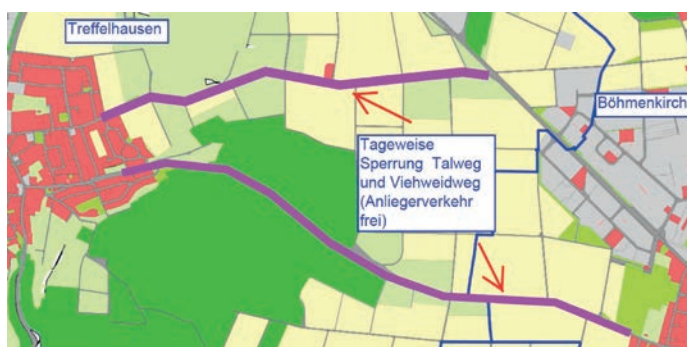 Treffelhausen
Böhmenkirch
Tageweise
Sperrung Talweg
und Viehweidweg
(Anliegerverkehr
frei)